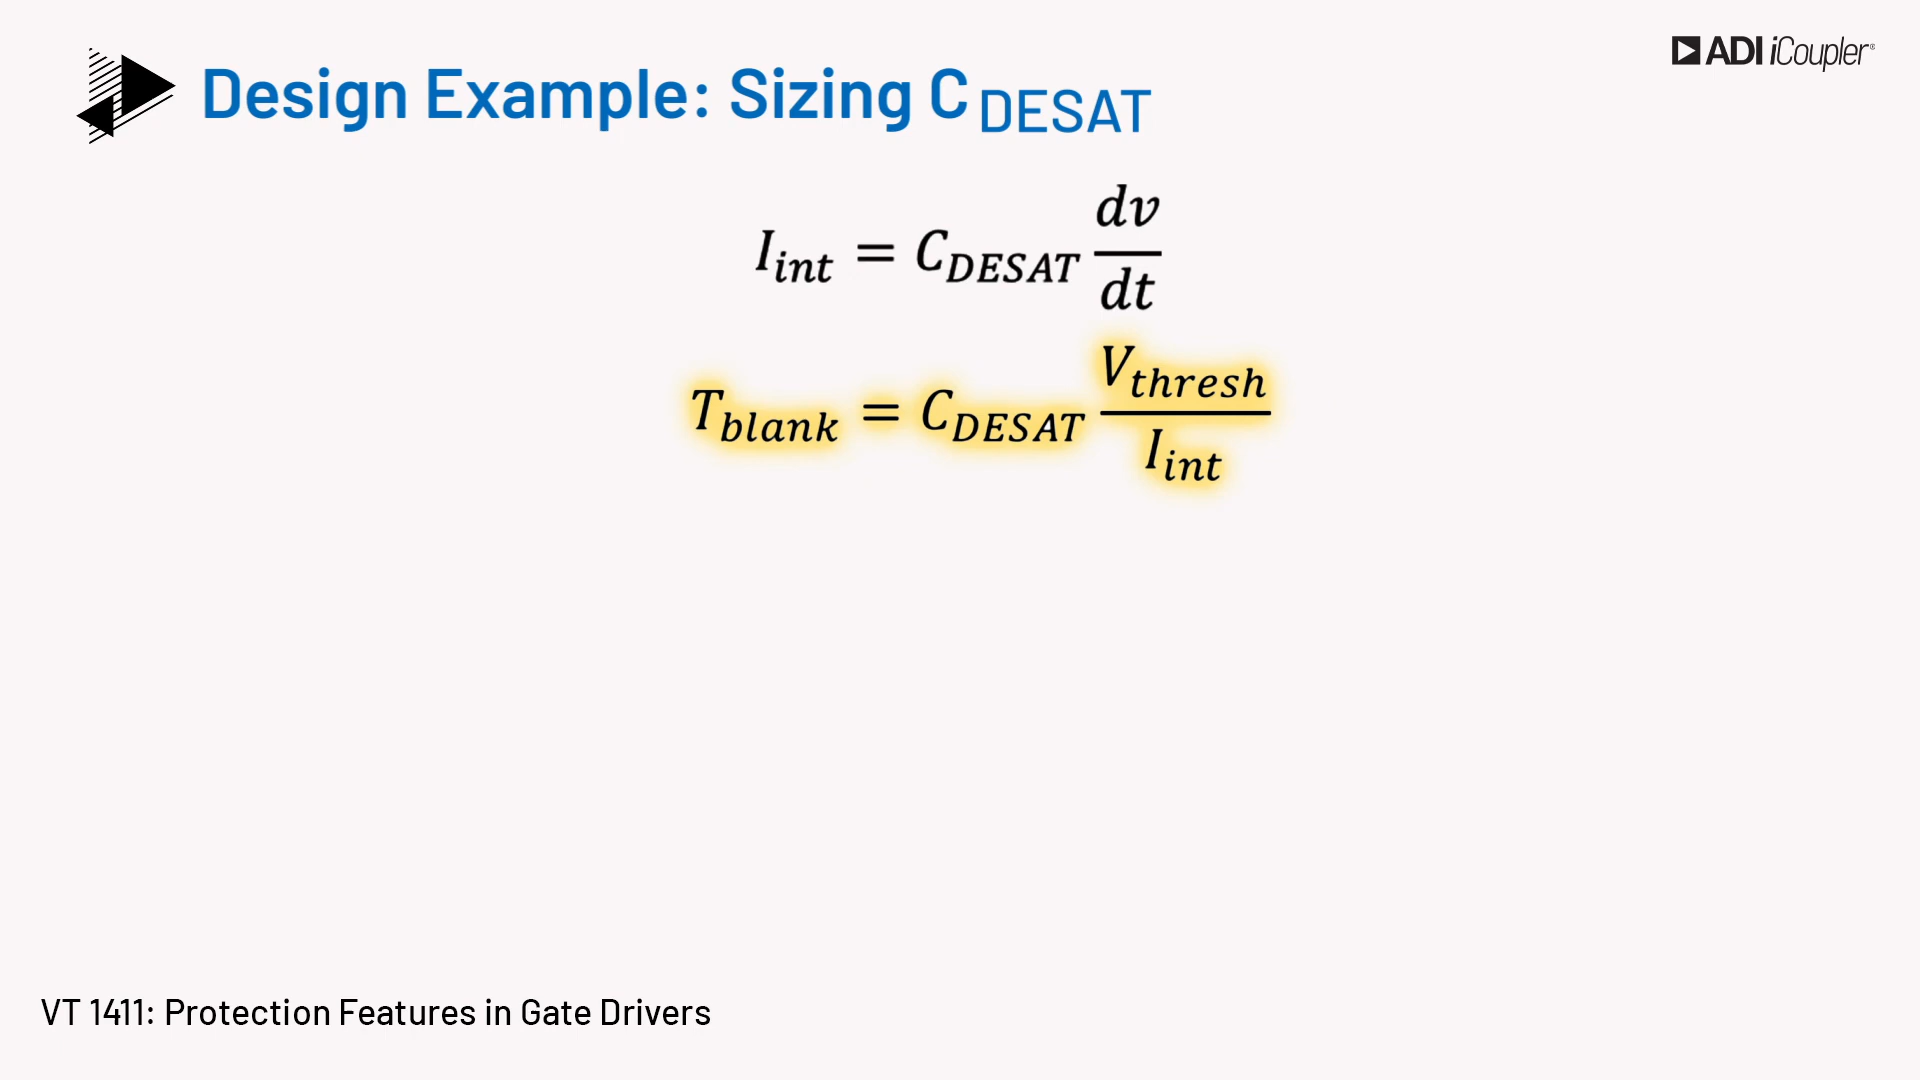 ADI iCoupler®
Design Example: Sizing C DESAT
I_int = C_DESAT dv/dt
T_blank = C_DESAT V_thresh/I_int
VT 1411: Protection Features in Gate Drivers